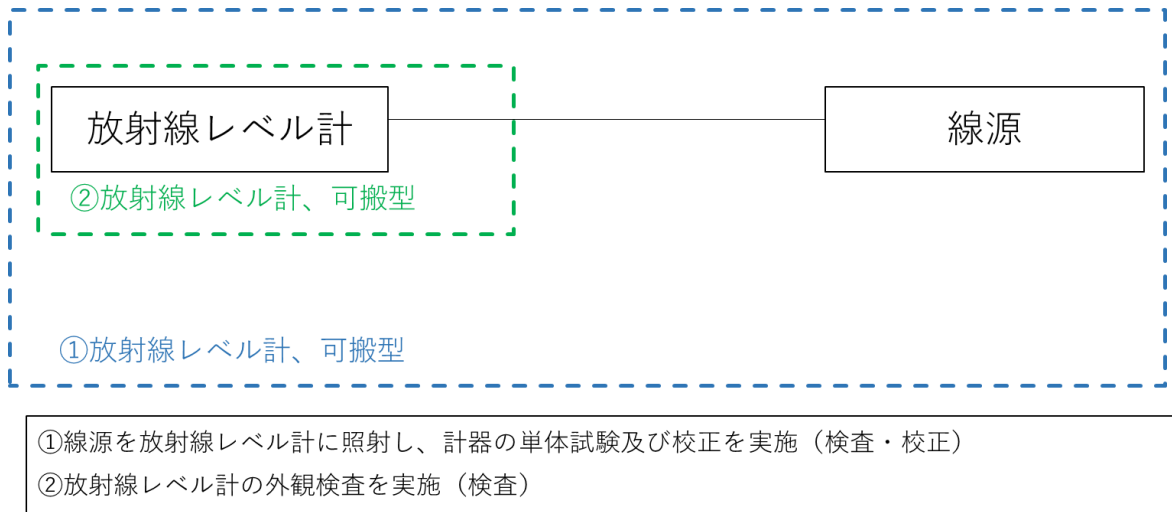 放射線レベル計
線源
②放射線レベル計、可搬型
①放射線レベル計、可搬型
①線源を放射線レベル計に照射し、計器の単体試験及び校正を実施（検査・校正）
②放射線レベル計の外観検査を実施（検査）